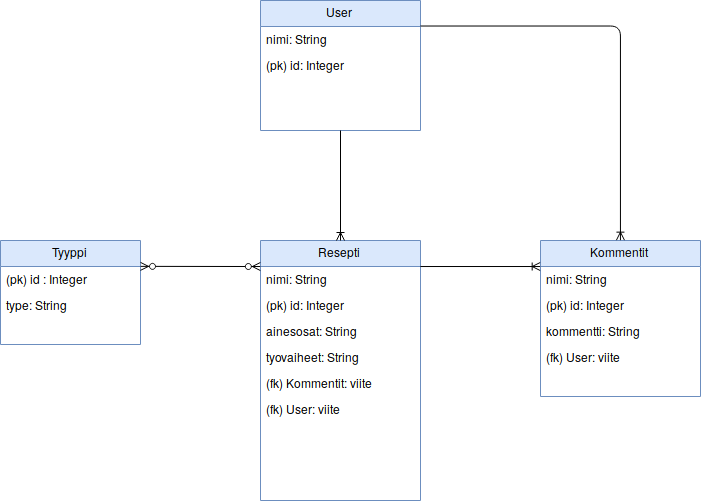 User
nimi: String
(pk) id: Integer
Tyyppi
(pk) id : Integer
type: String
Resepti
nimi: String
(pk) id: Integer
ainesosat: String
tyovaiheet: String
(fk) Kommentit: viite
(fk) User: viite
Kommentit
nimi: String
(pk) id: Integer
kommentti: String
(fk) User: viite